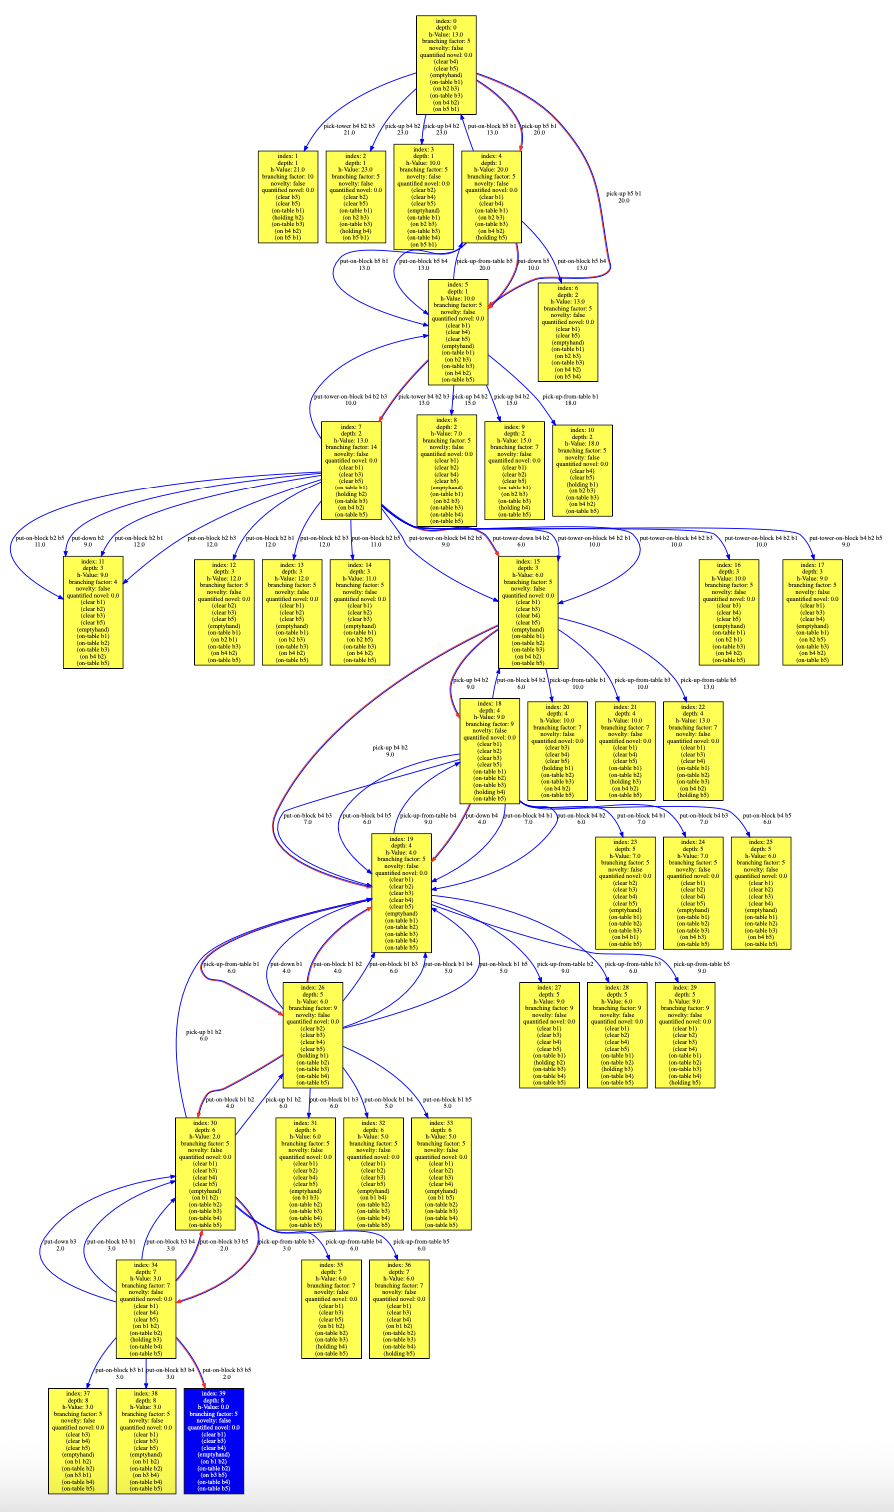 index: 0
depth: 0
h-Value: 13.0
branching factor: 5
novelty: false
quantified novel: 0.0
(clear b4)
(clear b5)
(emptyhand)
(on-table b1)
(on b2 b3)
(on-table b3)
(on b4 b2)
(on b5 b1)
pick-tower b4 b2 b3
21.0
pick-up b4 b2
23.0
pick-up b4 b2
23.0
put-on-block b5 b1
13.0
pick-up b5 b1
20.0
pick-up b5 b1
20.0
index: 1
depth: 1
h-Value: 21.0
branching factor: 10
novelty: false
quantified novel: 0.0
(clear b3)
(clear b5)
(on-table b1)
(holding b2)
(on-table b3)
(on b4 b2)
(on b5 b1)
index: 2
depth: 1
h-Value: 23.0
branching factor: 5
novelty: false
quantified novel: 0.0
(clear b2)
(clear b5)
(on-table b1)
(on b2 b3)
(on-table b3)
(holding b4)
(on b5 b1)
index: 3
depth: 1
h-Value: 10.0
branching factor: 5
novelty: false
quantified novel: 0.0
(clear b2)
(clear b4)
(clear b5)
(emptyhand)
(on-table b1)
(on b2 b3)
(on-table b3)
(on-table b4)
(on b5 b1)
index: 4
depth: 1
h-Value: 20.0
branching factor: 5
novelty: false
quantified novel: 0.0
(clear b1)
(clear b4)
(on-table b1)
(on b2 b3)
(on-table b3)
(on b4 b2)
(holding b5)
put-on-block b5 b1
13.0
put-on-block b5 b4
13.0
pick-up-from-table b5
20.0
put-down b5
10.0
put-on-block b5 b4
13.0
index: 5
depth: 1
h-Value: 10.0
branching factor: 5
novelty: false
quantified novel: 0.0
(clear b1)
(clear b4)
(clear b5)
(emptyhand)
(on-table b1)
(on b2 b3)
(on-table b3)
(on b4 b2)
(on-table b5)
index: 6
depth: 2
h-Value: 13.0
branching factor: 5
novelty: false
quantified novel: 0.0
(clear b1)
(clear b5)
(emptyhand)
(on-table b1)
(on b2 b3)
(on-table b3)
(on b4 b2)
(on b5 b4)
put-tower-on-block b4 b2 b3
10.0
pick-tower b4 b2 b3
13.0
pick-up b4 b2
15.0
pick-up b4 b2
15.0
pick-up-from-table b1
18.0
index: 7
depth: 2
h-Value: 13.0
branching factor: 14
novelty: false
quantified novel: 0.0
(clear b1)
(clear b3)
(clear b5)
(on-table b1)
(holding b2)
(on-table b3)
(on b4 b2)
(on-table b5)
index: 8
depth: 2
h-Value: 7.0
branching factor: 5
novelty: false
quantified novel: 0.0
(clear b1)
(clear b2)
(clear b4)
(clear b5)
(emptyhand)
(on-table b1)
(on b2 b3)
(on-table b3)
(on-table b4)
(on-table b5)
index: 9
depth: 2
h-Value: 15.0
branching factor: 7
novelty: false
quantified novel: 0.0
(clear b1)
(clear b2)
(clear b5)
(on-table b1)
(on b2 b3)
(on-table b3)
(holding b4)
(on-table b5)
index: 10
depth: 2
h-Value: 18.0
branching factor: 5
novelty: false
quantified novel: 0.0
(clear b4)
(clear b5)
(holding b1)
(on b2 b3)
(on-table b3)
(on b4 b2)
(on-table b5)
put-on-block b2 b5
11.0
put-down b2
9.0
put-on-block b2 b1
12.0
put-on-block b2 b3
12.0
put-on-block b2 b1
12.0
put-on-block b2 b3
12.0
put-on-block b2 b5
11.0
put-tower-on-block b4 b2 b5
9.0
put-tower-down b4 b2
6.0
put-tower-on-block b4 b2 b1
10.0
put-tower-on-block b4 b2 b3
10.0
put-tower-on-block b4 b2 b1
10.0
put-tower-on-block b4 b2 b5
9.0
index: 11
depth: 3
h-Value: 9.0
branching factor: 4
novelty: false
quantified novel: 0.0
(clear b1)
(clear b2)
(clear b3)
(clear b5)
(emptyhand)
(on-table b1)
(on-table b2)
(on-table b3)
(on b4 b2)
(on-table b5)
index: 12
depth: 3
h-Value: 12.0
branching factor: 5
novelty: false
quantified novel: 0.0
(clear b2)
(clear b3)
(clear b5)
(emptyhand)
(on-table b1)
(on b2 b1)
(on-table b3)
(on b4 b2)
(on-table b5)
index: 13
depth: 3
h-Value: 12.0
branching factor: 5
novelty: false
quantified novel: 0.0
(clear b1)
(clear b2)
(clear b5)
(emptyhand)
(on-table b1)
(on b2 b3)
(on-table b3)
(on b4 b2)
(on-table b5)
index: 14
depth: 3
h-Value: 11.0
branching factor: 5
novelty: false
quantified novel: 0.0
(clear b1)
(clear b2)
(clear b3)
(emptyhand)
(on-table b1)
(on b2 b5)
(on-table b3)
(on b4 b2)
(on-table b5)
index: 15
depth: 3
h-Value: 6.0
branching factor: 5
novelty: false
quantified novel: 0.0
(clear b1)
(clear b3)
(clear b4)
(clear b5)
(emptyhand)
(on-table b1)
(on-table b2)
(on-table b3)
(on b4 b2)
(on-table b5)
index: 16
depth: 3
h-Value: 10.0
branching factor: 5
novelty: false
quantified novel: 0.0
(clear b3)
(clear b4)
(clear b5)
(emptyhand)
(on-table b1)
(on b2 b1)
(on-table b3)
(on b4 b2)
(on-table b5)
index: 17
depth: 3
h-Value: 9.0
branching factor: 5
novelty: false
quantified novel: 0.0
(clear b1)
(clear b3)
(clear b4)
(emptyhand)
(on-table b1)
(on b2 b5)
(on-table b3)
(on b4 b2)
(on-table b5)
pick-up b4 b2
9.0
pick-up b4 b2
9.0
put-on-block b4 b2
6.0
pick-up-from-table b1
10.0
pick-up-from-table b3
10.0
pick-up-from-table b5
13.0
index: 18
depth: 4
h-Value: 9.0
branching factor: 9
novelty: false
quantified novel: 0.0
(clear b1)
(clear b2)
(clear b3)
(clear b5)
(on-table b1)
(on-table b2)
(on-table b3)
(holding b4)
(on-table b5)
index: 20
depth: 4
h-Value: 10.0
branching factor: 7
novelty: false
quantified novel: 0.0
(clear b3)
(clear b4)
(clear b5)
(holding b1)
(on-table b2)
(on-table b3)
(on b4 b2)
(on-table b5)
index: 21
depth: 4
h-Value: 10.0
branching factor: 7
novelty: false
quantified novel: 0.0
(clear b1)
(clear b4)
(clear b5)
(on-table b1)
(on-table b2)
(holding b3)
(on b4 b2)
(on-table b5)
index: 22
depth: 4
h-Value: 13.0
branching factor: 7
novelty: false
quantified novel: 0.0
(clear b1)
(clear b3)
(clear b4)
(on-table b1)
(on-table b2)
(on-table b3)
(on b4 b2)
(holding b5)
put-on-block b4 b3
7.0
put-on-block b4 b5
6.0
pick-up-from-table b4
9.0
put-down b4
4.0
put-on-block b4 b1
7.0
put-on-block b4 b2
6.0
put-on-block b4 b1
7.0
put-on-block b4 b3
7.0
put-on-block b4 b5
6.0
index: 19
depth: 4
h-Value: 4.0
branching factor: 5
novelty: false
quantified novel: 0.0
(clear b1)
(clear b2)
(clear b3)
(clear b4)
(clear b5)
(emptyhand)
(on-table b1)
(on-table b2)
(on-table b3)
(on-table b4)
(on-table b5)
index: 23
depth: 5
h-Value: 7.0
branching factor: 5
novelty: false
quantified novel: 0.0
(clear b2)
(clear b3)
(clear b4)
(clear b5)
(emptyhand)
(on-table b1)
(on-table b2)
(on-table b3)
(on b4 b1)
(on-table b5)
index: 24
depth: 5
h-Value: 7.0
branching factor: 5
novelty: false
quantified novel: 0.0
(clear b1)
(clear b2)
(clear b4)
(clear b5)
(emptyhand)
(on-table b1)
(on-table b2)
(on-table b3)
(on b4 b3)
(on-table b5)
index: 25
depth: 5
h-Value: 6.0
branching factor: 5
novelty: false
quantified novel: 0.0
(clear b1)
(clear b2)
(clear b3)
(clear b4)
(emptyhand)
(on-table b1)
(on-table b2)
(on-table b3)
(on b4 b5)
(on-table b5)
pick-up-from-table b1
6.0
put-down b1
4.0
put-on-block b1 b2
4.0
put-on-block b1 b3
6.0
put-on-block b1 b4
5.0
put-on-block b1 b5
5.0
pick-up-from-table b2
9.0
pick-up-from-table b3
6.0
pick-up-from-table b5
9.0
index: 26
depth: 5
h-Value: 6.0
branching factor: 9
novelty: false
quantified novel: 0.0
(clear b2)
(clear b3)
(clear b4)
(clear b5)
(holding b1)
(on-table b2)
(on-table b3)
(on-table b4)
(on-table b5)
index: 27
depth: 5
h-Value: 9.0
branching factor: 9
novelty: false
quantified novel: 0.0
(clear b1)
(clear b3)
(clear b4)
(clear b5)
(on-table b1)
(holding b2)
(on-table b3)
(on-table b4)
(on-table b5)
index: 28
depth: 5
h-Value: 6.0
branching factor: 9
novelty: false
quantified novel: 0.0
(clear b1)
(clear b2)
(clear b4)
(clear b5)
(on-table b1)
(on-table b2)
(holding b3)
(on-table b4)
(on-table b5)
index: 29
depth: 5
h-Value: 9.0
branching factor: 9
novelty: false
quantified novel: 0.0
(clear b1)
(clear b2)
(clear b3)
(clear b4)
(on-table b1)
(on-table b2)
(on-table b3)
(on-table b4)
(holding b5)
pick-up b1 b2
6.0
put-on-block b1 b2
4.0
pick-up b1 b2
6.0
put-on-block b1 b3
6.0
put-on-block b1 b4
5.0
put-on-block b1 b5
5.0
index: 30
depth: 6
h-Value: 2.0
branching factor: 5
novelty: false
quantified novel: 0.0
(clear b1)
(clear b3)
(clear b4)
(clear b5)
(emptyhand)
(on b1 b2)
(on-table b2)
(on-table b3)
(on-table b4)
(on-table b5)
index: 31
depth: 6
h-Value: 6.0
branching factor: 5
novelty: false
quantified novel: 0.0
(clear b1)
(clear b2)
(clear b4)
(clear b5)
(emptyhand)
(on b1 b3)
(on-table b2)
(on-table b3)
(on-table b4)
(on-table b5)
index: 32
depth: 6
h-Value: 5.0
branching factor: 5
novelty: false
quantified novel: 0.0
(clear b1)
(clear b2)
(clear b3)
(clear b5)
(emptyhand)
(on b1 b4)
(on-table b2)
(on-table b3)
(on-table b4)
(on-table b5)
index: 33
depth: 6
h-Value: 5.0
branching factor: 5
novelty: false
quantified novel: 0.0
(clear b1)
(clear b2)
(clear b3)
(clear b4)
(emptyhand)
(on b1 b5)
(on-table b2)
(on-table b3)
(on-table b4)
(on-table b5)
put-down b3
2.0
put-on-block b3 b1
3.0
put-on-block b3 b4
3.0
put-on-block b3 b5
2.0
pick-up-from-table b3
3.0
pick-up-from-table b4
6.0
pick-up-from-table b5
6.0
index: 34
depth: 7
h-Value: 3.0
branching factor: 7
novelty: false
quantified novel: 0.0
(clear b1)
(clear b4)
(clear b5)
(on b1 b2)
(on-table b2)
(holding b3)
(on-table b4)
(on-table b5)
index: 35
depth: 7
h-Value: 6.0
branching factor: 7
novelty: false
quantified novel: 0.0
(clear b1)
(clear b3)
(clear b5)
(on b1 b2)
(on-table b2)
(on-table b3)
(holding b4)
(on-table b5)
index: 36
depth: 7
h-Value: 6.0
branching factor: 7
novelty: false
quantified novel: 0.0
(clear b1)
(clear b3)
(clear b4)
(on b1 b2)
(on-table b2)
(on-table b3)
(on-table b4)
(holding b5)
put-on-block b3 b1
3.0
put-on-block b3 b4
3.0
put-on-block b3 b5
2.0
index: 37
depth: 8
h-Value: 3.0
branching factor: 5
novelty: false
quantified novel: 0.0
(clear b3)
(clear b4)
(clear b5)
(emptyhand)
(on b1 b2)
(on-table b2)
(on b3 b1)
(on-table b4)
(on-table b5)
index: 38
depth: 8
h-Value: 3.0
branching factor: 5
novelty: false
quantified novel: 0.0
(clear b1)
(clear b3)
(clear b5)
(emptyhand)
(on b1 b2)
(on-table b2)
(on b3 b4)
(on-table b4)
(on-table b5)
index: 39
depth: 8
h-Value: 0.0
branching factor: 5
novelty: false
quantified novel: 0.0
(clear b1)
(clear b3)
(clear b4)
(emptyhand)
(on b1 b2)
(on-table b2)
(on b3 b5)
(on-table b4)
(on-table b5)